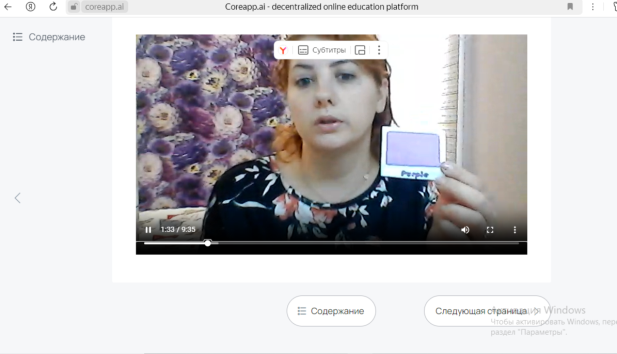 coreapp.ai
Coreapp.ai - decentralized online education platform
Содержание
Субтитры
Purple
1:33 / 9:35
Содержание
Следующая страница
Активация Windows
Чтобы активировать Windows, пере
раздел "Параметры".